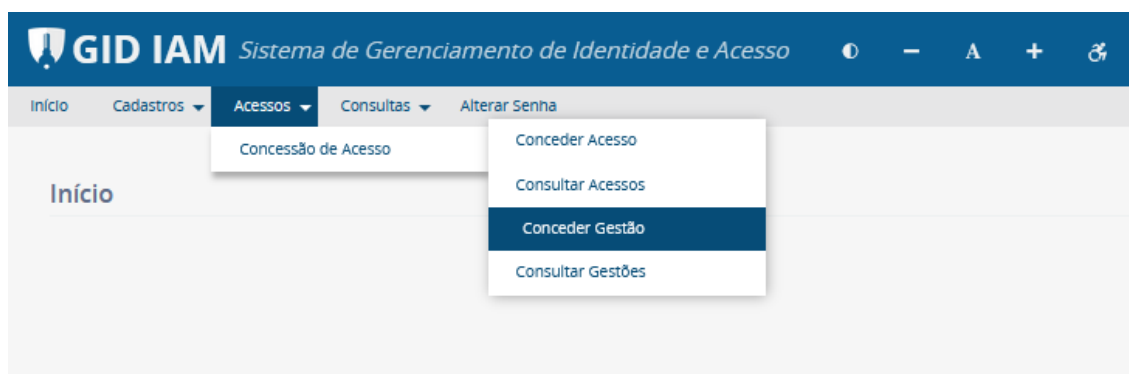 GID IAM Sistema de Gerenciamento de Identidade e Acesso A +
Início Cadastros Acessos Consultas Alterar Senha
Concessão de Acesso
Conceder Acesso
Consultar Acessos
Conceder Gestão
Consultar Gestões
Início